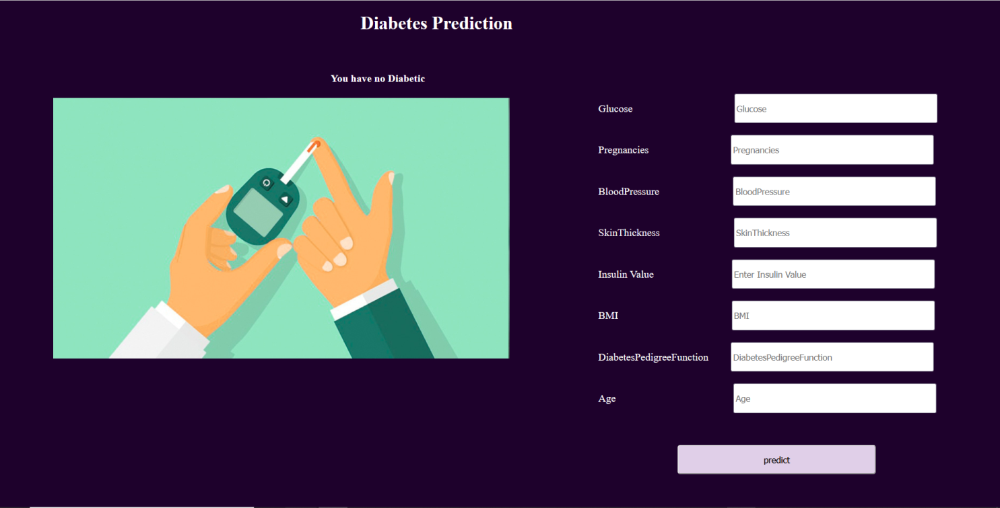 Diabetes Prediction
You have no Diabetic
Glucose Glucose
Pregnancies Pregnancies
BloodPressure BloodPressure
SkinThickness SkinThickness
Insulin Value Enter Insulin Value
BMI BMI
DiabetesPedigreeFunction DiabetesPedigreeFunction
Age Age
predict